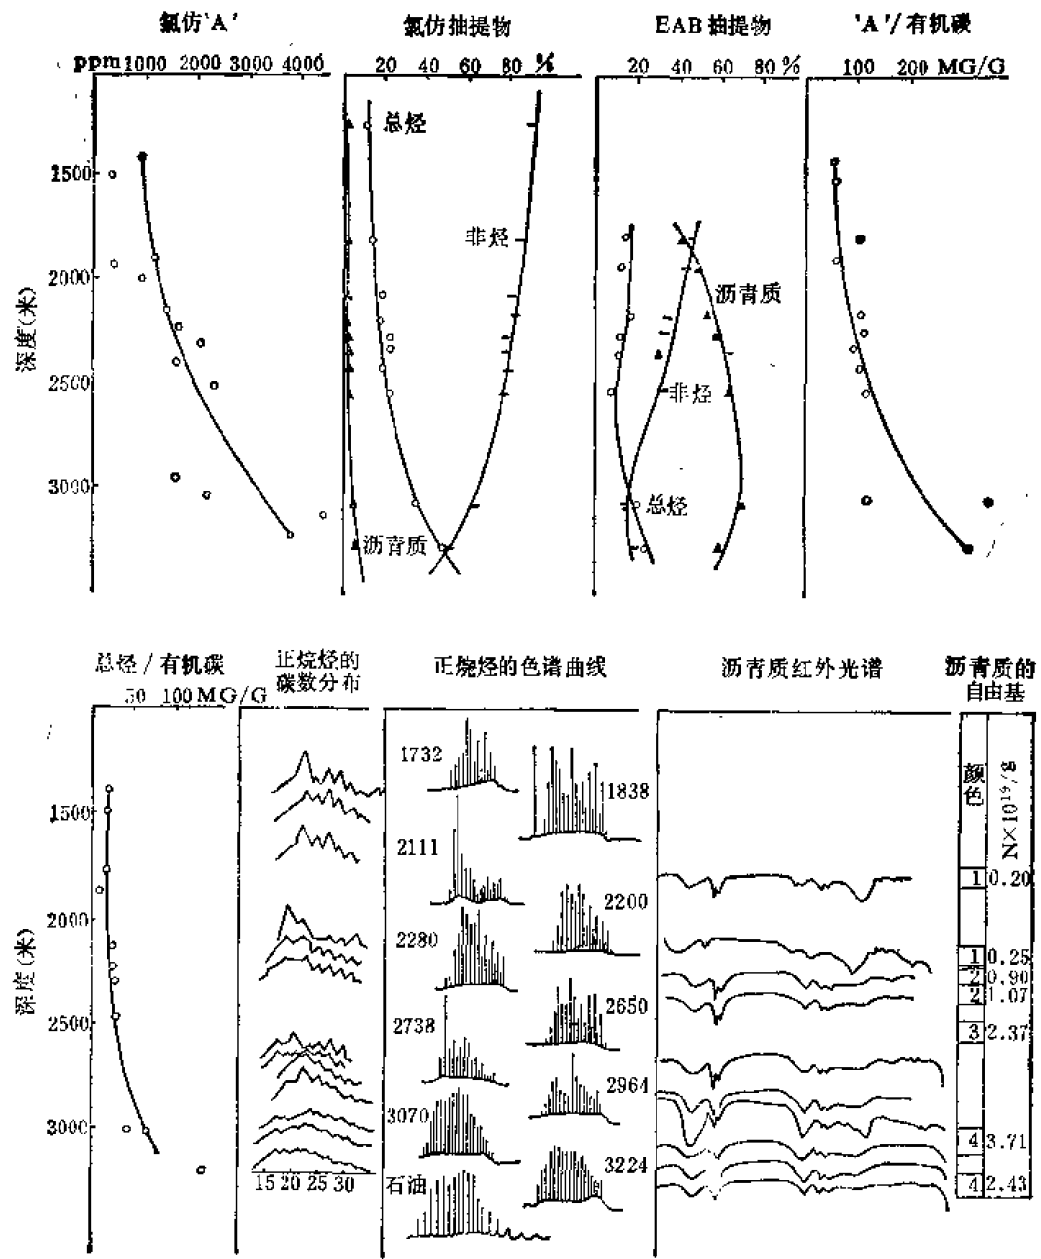 氯仿'A'
氯仿抽提物
EAB 抽提物
'A'/有机碳
ppm 1000 2000 3000 4000
20 40 60 80 %
20 40 60 80 %
100 200 MG/G
总烃
1500
非烃
2000
沥青质
深度(米)
2500
非烃
3000
总烃
沥青质
总烃/有机碳
50 100 MG/G
正烷烃的
碳数分布
正烷烃的色谱曲线
沥青质红外光谱
沥青质的
自由基
颜色
N×10¹⁹/g
1732
1838
1500
2111
1 0.20
2200
2000
2280
1 0.25
2 0.90
2 1.07
深度(米)
2650
2500
2738
3 2.37
2964
3070
3000
4 3.71
3224
4 2.43
15 20 25 30
石油